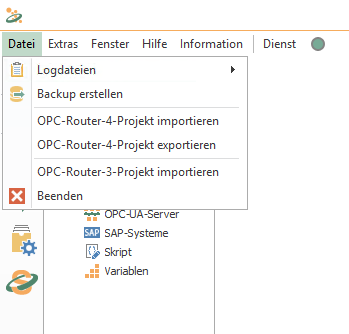 Datei Extras Fenster Hilfe Information Dienst
Logdateien
Backup erstellen
OPC-Router-4-Projekt importieren
OPC-Router-4-Projekt exportieren
OPC-Router-3-Projekt importieren
Beenden
OPC-UA-Server
SAP SAP-Systeme
Skript
Variablen